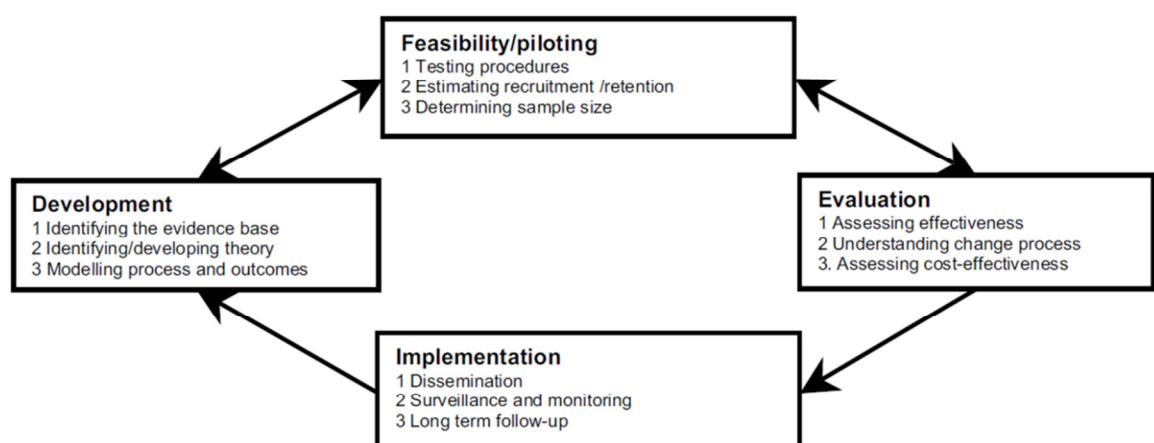 Feasibility/piloting
1 Testing procedures
2 Estimating recruitment /retention
3 Determining sample size
Development
1 Identifying the evidence base
2 Identifying/developing theory
3 Modelling process and outcomes
Evaluation
1 Assessing effectiveness
2 Understanding change process
3. Assessing cost-effectiveness
Implementation
1 Dissemination
2 Surveillance and monitoring
3 Long term follow-up